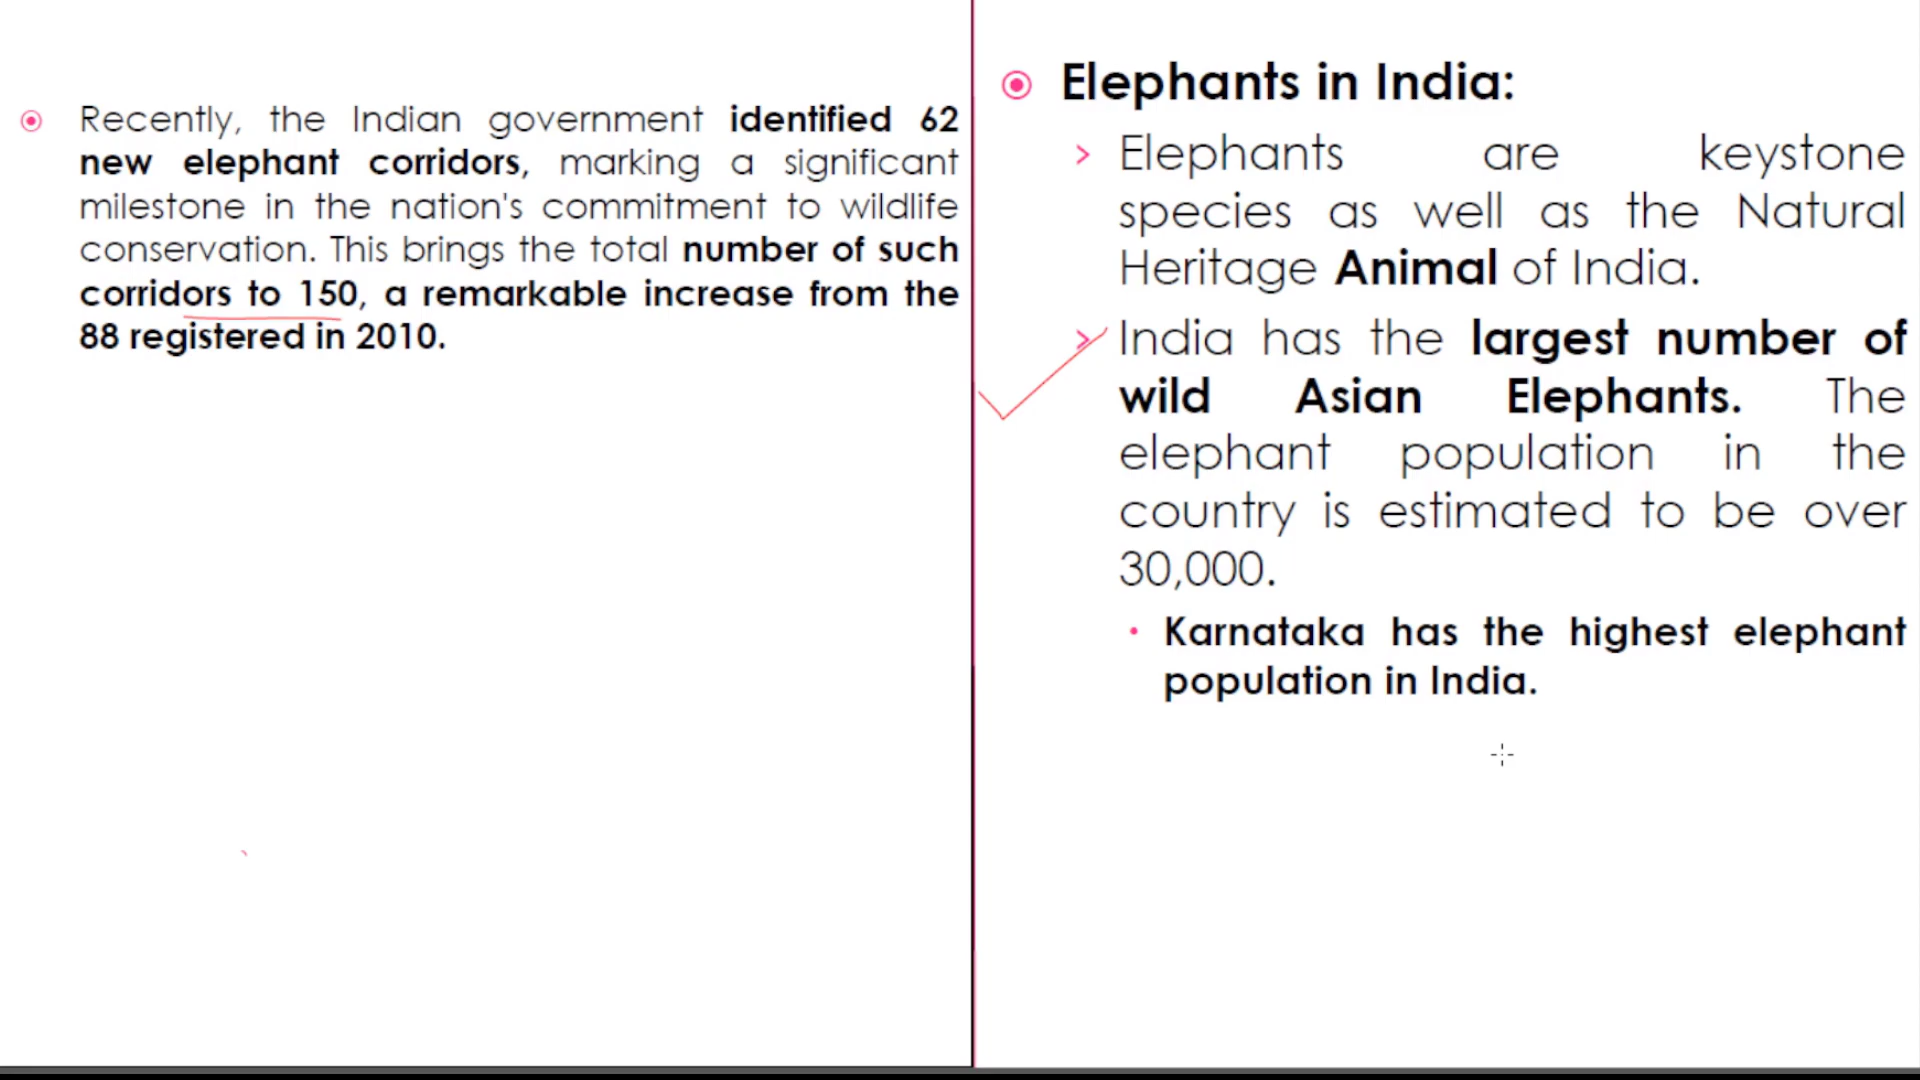 Recently, the Indian government identified 62
new elephant corridors, marking a significant
milestone in the nation's commitment to wildlife
conservation. This brings the total number of such
corridors to 150, a remarkable increase from the
88 registered in 2010.
Elephants in India:
Elephants are keystone
species as well as the Natural
Heritage Animal of India.
India has the largest number of
wild Asian Elephants. The
elephant population in the
country is estimated to be over
30,000.
Karnataka has the highest elephant
population in India.